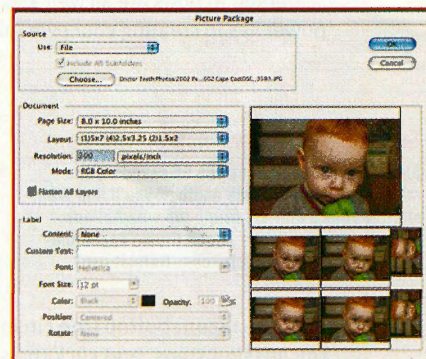 Picture Package
Source
Use: File
Include All Subfolders
Choose...
OK
Cancel
Document
Page Size: 8.0 x 10.0 inches
Layout: (1)5x7 (4)2.5x3.25 (2)1.5x2
Resolution: 300 pixels/inch
Mode: RGB Color
Flatten All Layers
Label
Content: None
Custom Text:
Font: Helvetica
Font Size: 12 pt
Color: Black Opacity: 100 %
Position: Centered
Rotate: None